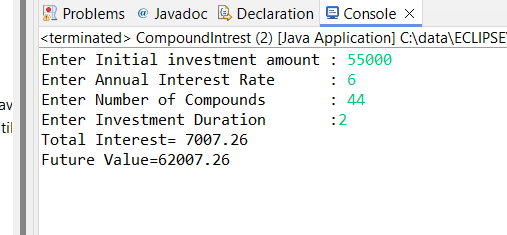 Problems @ Javadoc Declaration Console
<terminated> CompoundIntrest (2) [Java Application] C:\data\ECLIPSE
Enter Initial investment amount : 55000
Enter Annual Interest Rate : 6
Enter Number of Compounds : 44
Enter Investment Duration :2
Total Interest= 7007.26
Future Value=62007.26